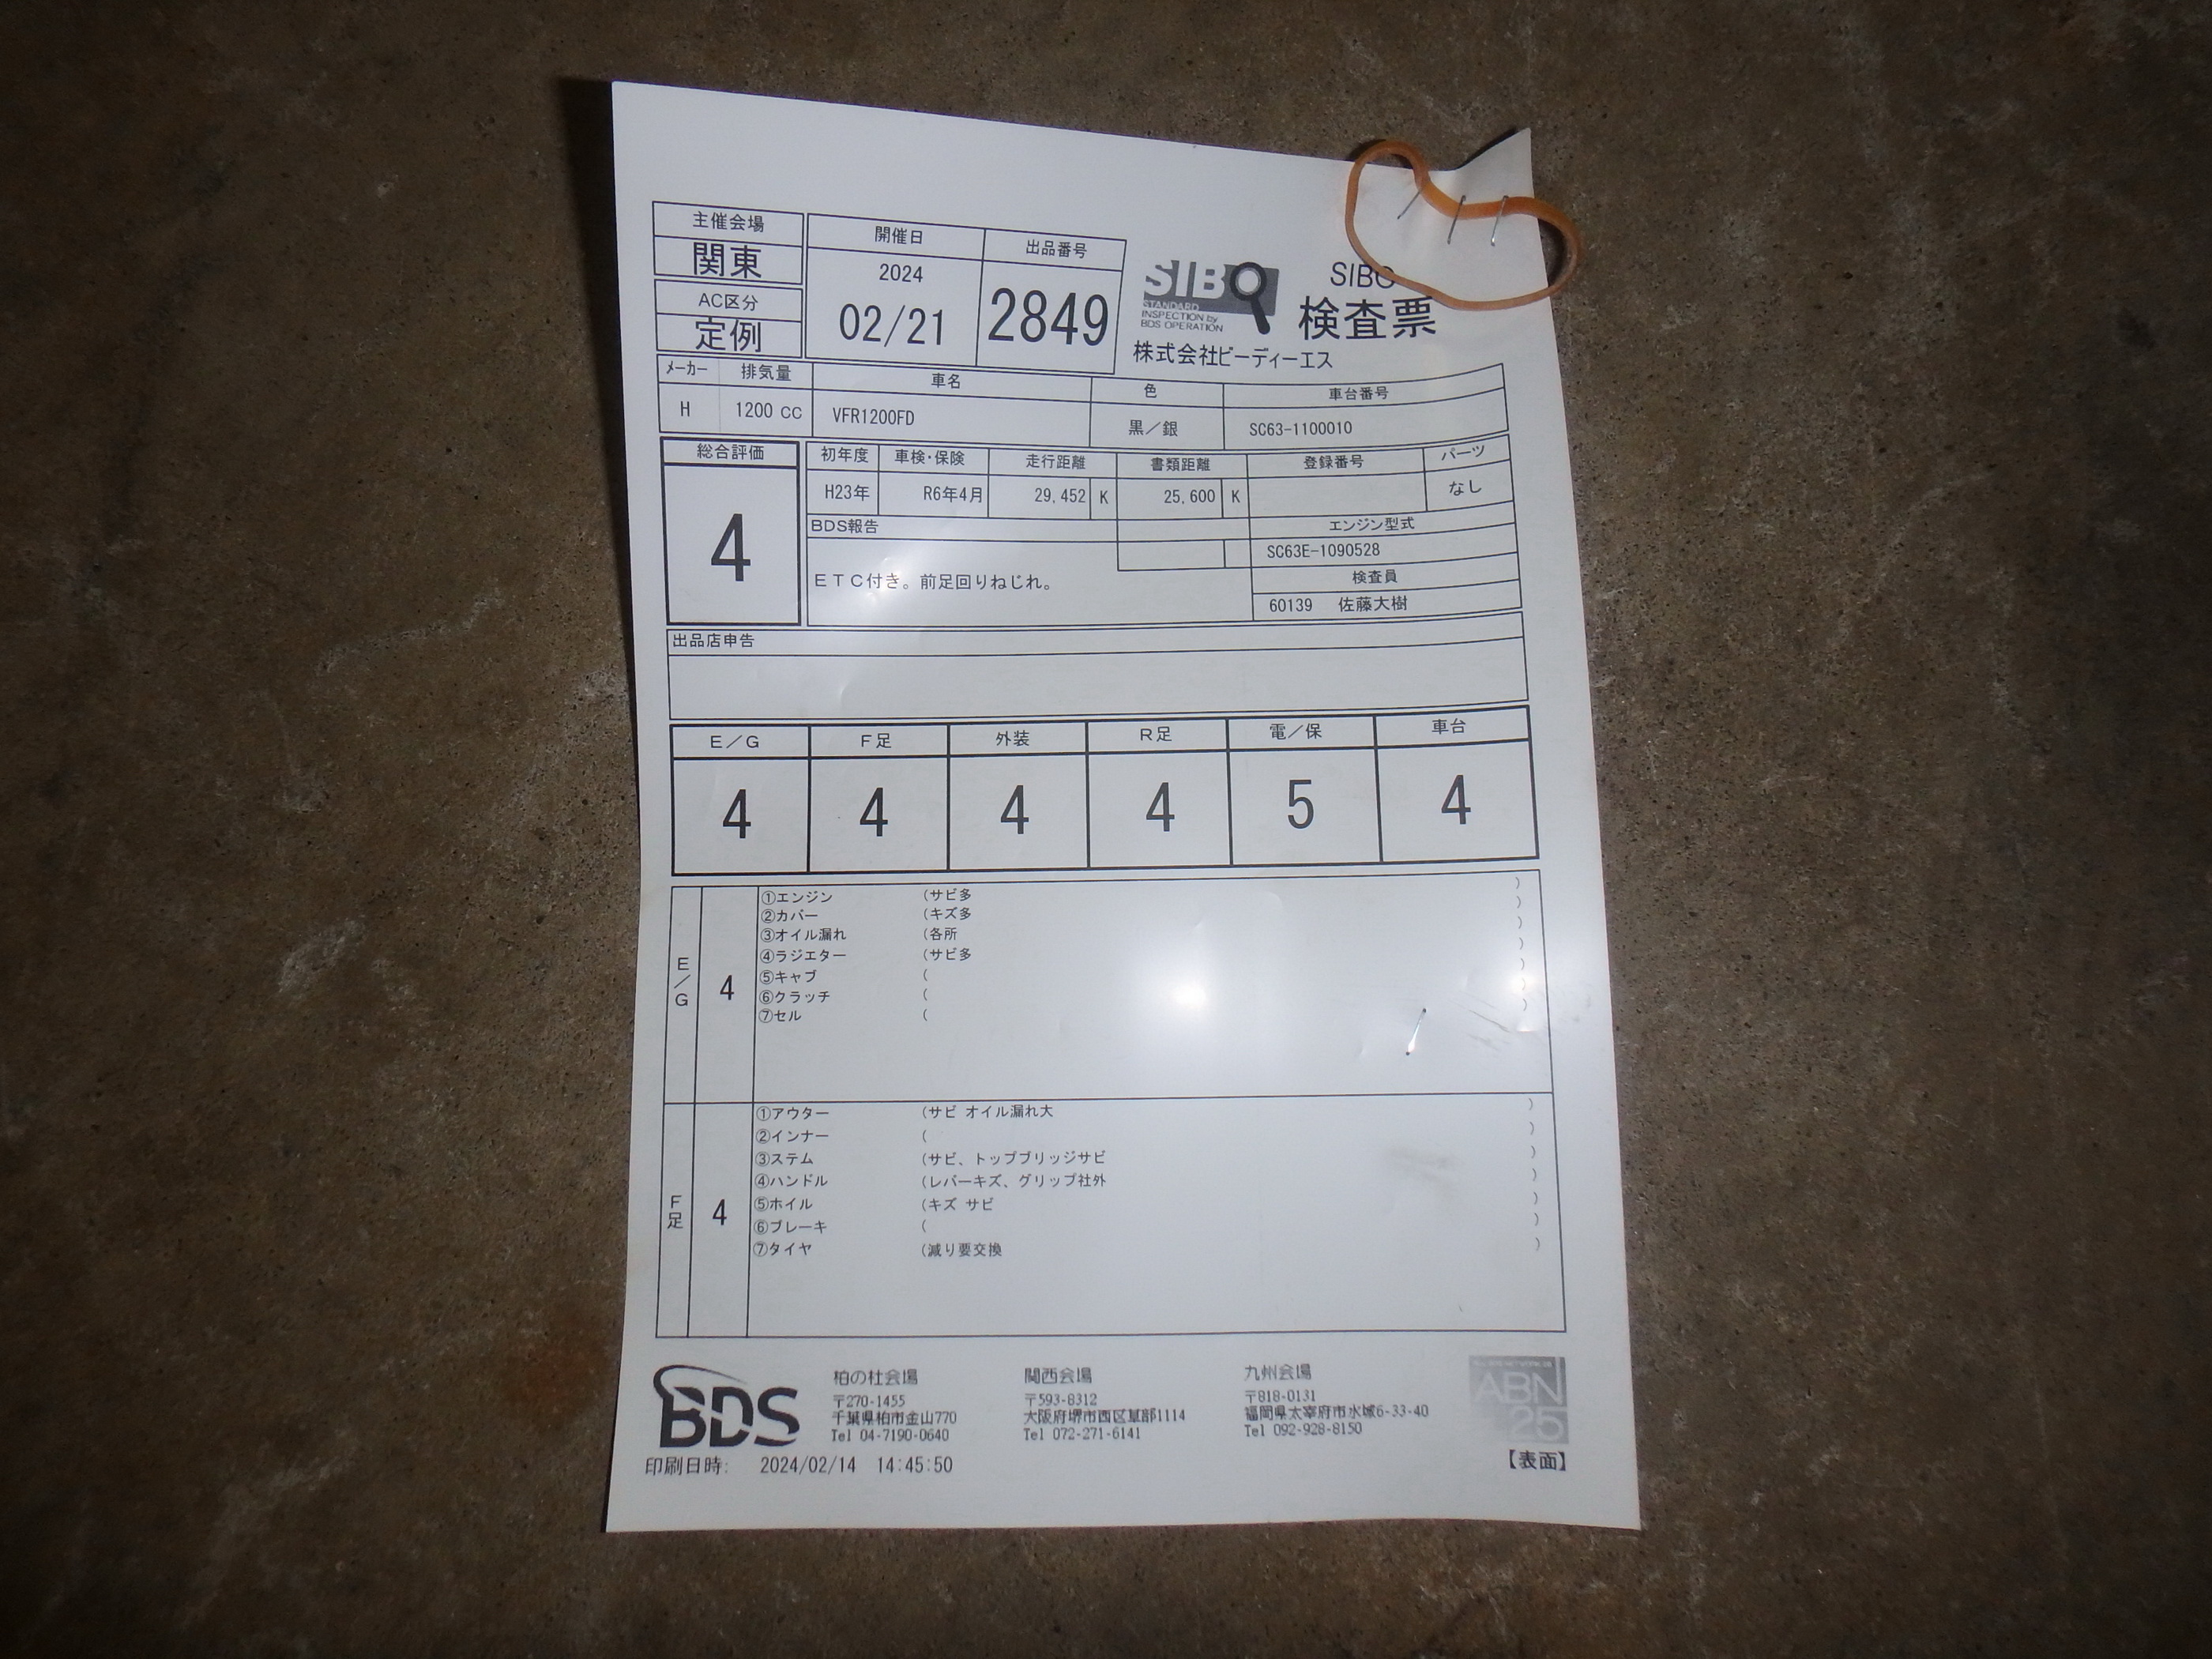 主催会場
関東
AC区分
定例
開催日
2024
02/21
出品番号
2849
SIBO
STANDARD
INSPECTION by
BDS OPERATION
検査票
株式会社ビーディーエス
メーカー 排気量 車名 色 車台番号
H 1200 CC VFR1200FD 黒／銀 SC63-1100010
総合評価
4
初年度 車検・保険 走行距離 書類距離 登録番号 パーツ
H23年 R6年4月 29,452 K 25,600 K なし
BDS報告
ＥＴＣ付き。前足回りねじれ。
エンジン型式
SC63E-1090528
検査員
60139 佐藤大樹
出品店申告
Ｅ／Ｇ Ｆ足 外装 Ｒ足 電／保 車台
4 4 4 4 5 4
Ｅ／Ｇ 4
①エンジン (サビ多 )
②カバー (キズ多 )
③オイル漏れ (各所 )
④ラジエター (サビ多 )
⑤キャブ ( )
⑥クラッチ ( )
⑦セル ( )
Ｆ足 4
①アウター (サビ オイル漏れ大 )
②インナー ( )
③ステム (サビ、トップブリッジサビ )
④ハンドル (レバーキズ、グリップ社外 )
⑤ホイル (キズ サビ )
⑥ブレーキ ( )
⑦タイヤ (減り要交換 )
BDS
柏の杜会場
〒270-1455
千葉県柏市金山770
Tel 04-7190-0640
関西会場
〒593-8312
大阪府堺市西区草部1114
Tel 072-271-6141
九州会場
〒818-0131
福岡県太宰府市水城6-33-40
Tel 092-928-8150
ABN
25
印刷日時: 2024/02/14 14:45:50
【表面】